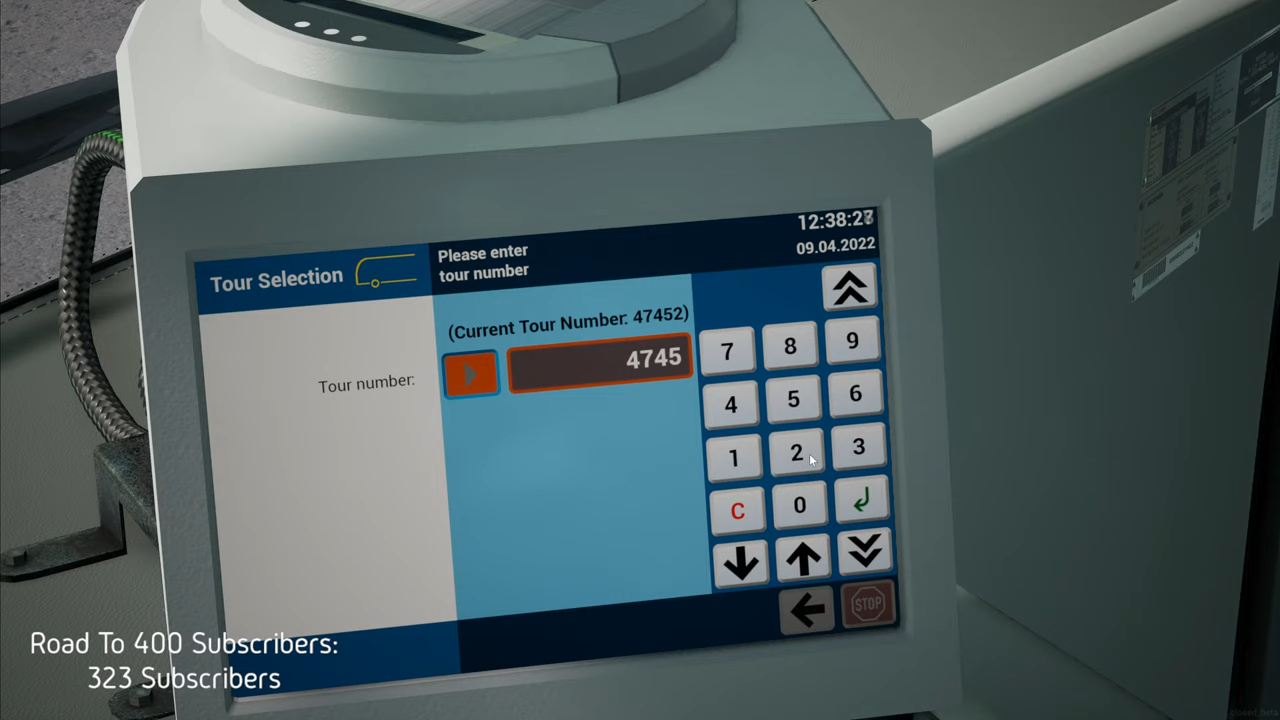 12:38:27
09.04.2022
Please enter
tour number
Tour Selection
(Current Tour Number: 47452)
Tour number:
4745
7 8 9
4 5 6
1 2 3
C 0
STOP
Road To 400 Subscribers:
323 Subscribers